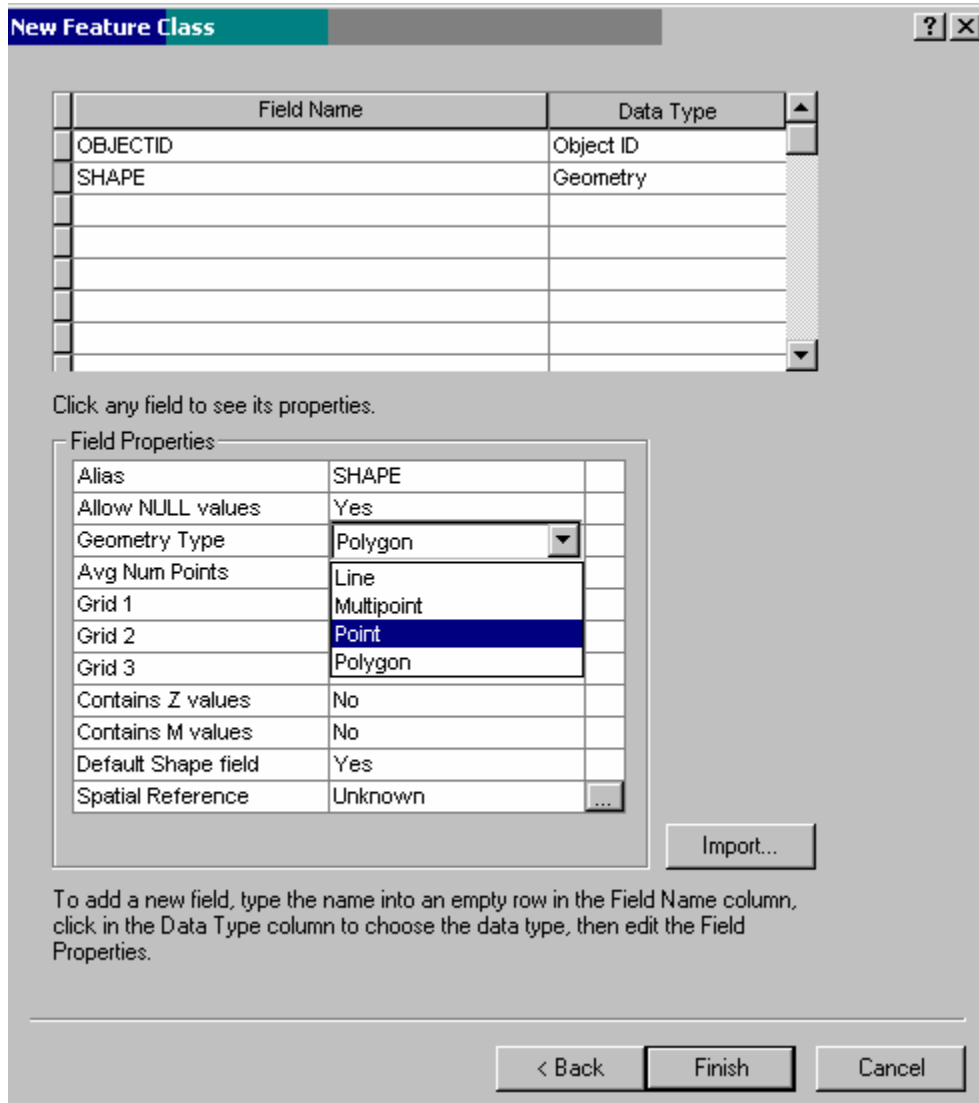 New Feature Class
Field Name Data Type
OBJECTID Object ID
SHAPE Geometry
Click any field to see its properties.
Field Properties
Alias SHAPE
Allow NULL values Yes
Geometry Type Polygon
Avg Num Points
Line
Grid 1
Multipoint
Grid 2
Point
Grid 3
Polygon
Contains Z values No
Contains M values No
Default Shape field Yes
Spatial Reference Unknown ...
Import...
To add a new field, type the name into an empty row in the Field Name column,
click in the Data Type column to choose the data type, then edit the Field
Properties.
< Back Finish Cancel